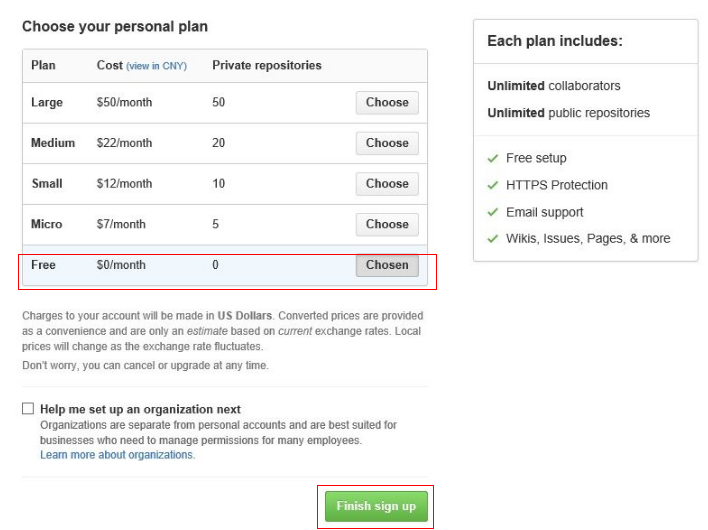 Choose your personal plan
Plan Cost (view in CNY) Private repositories
Large $50/month 50 Choose
Medium $22/month 20 Choose
Small $12/month 10 Choose
Micro $7/month 5 Choose
Free $0/month 0 Chosen
Charges to your account will be made in US Dollars. Converted prices are provided
as a convenience and are only an estimate based on current exchange rates. Local
prices will change as the exchange rate fluctuates.
Don't worry, you can cancel or upgrade at any time.
Help me set up an organization next
Organizations are separate from personal accounts and are best suited for
businesses who need to manage permissions for many employees.
Learn more about organizations.
Finish sign up
Each plan includes:
Unlimited collaborators
Unlimited public repositories
Free setup
HTTPS Protection
Email support
Wikis, Issues, Pages, & more